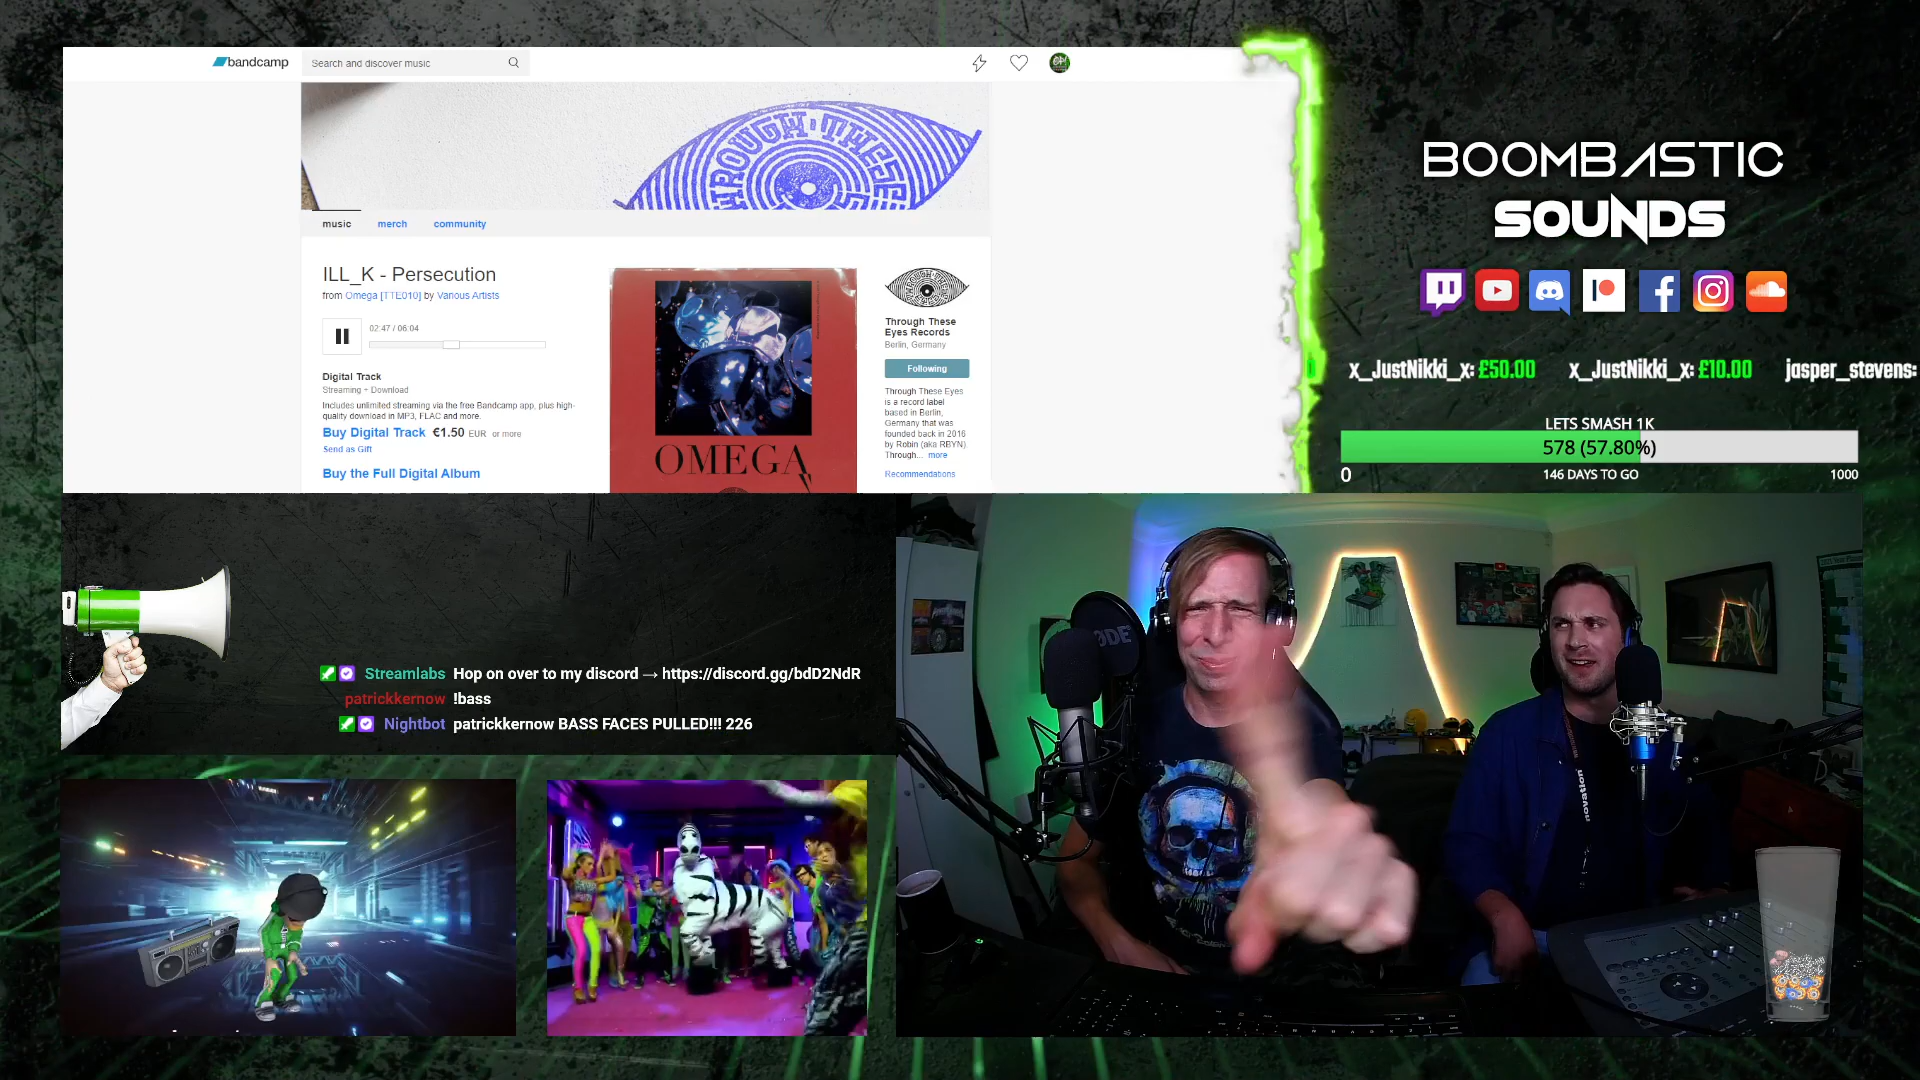 bandcamp
Search and discover music
THROUGH THESE
music merch community
ILL_K - Persecution
from Omega [TTE010] by Various Artists
02:47 / 06:04
Digital Track
Streaming + Download
Includes unlimited streaming via the free Bandcamp app, plus high-
quality download in MP3, FLAC and more.
Buy Digital Track €1.50 EUR or more
Send as Gift
Buy the Full Digital Album
OMEGA
Through These
Eyes Records
Berlin, Germany
Following
Through These Eyes
is a record label
based in Berlin,
Germany that was
founded back in 2016
by Robin (aka RBYN).
Through... more
Recommendations
BOOMBASTIC
SOUNDS
x_JustNikki_x: £50.00 x_JustNikki_x: £10.00 jasper_stevens:
LETS SMASH 1K
578 (57.80%)
0 146 DAYS TO GO 1000
Streamlabs Hop on over to my discord → https://discord.gg/bdD2NdR
patrickkernow !bass
Nightbot patrickkernow BASS FACES PULLED!!! 226
RODE
novation